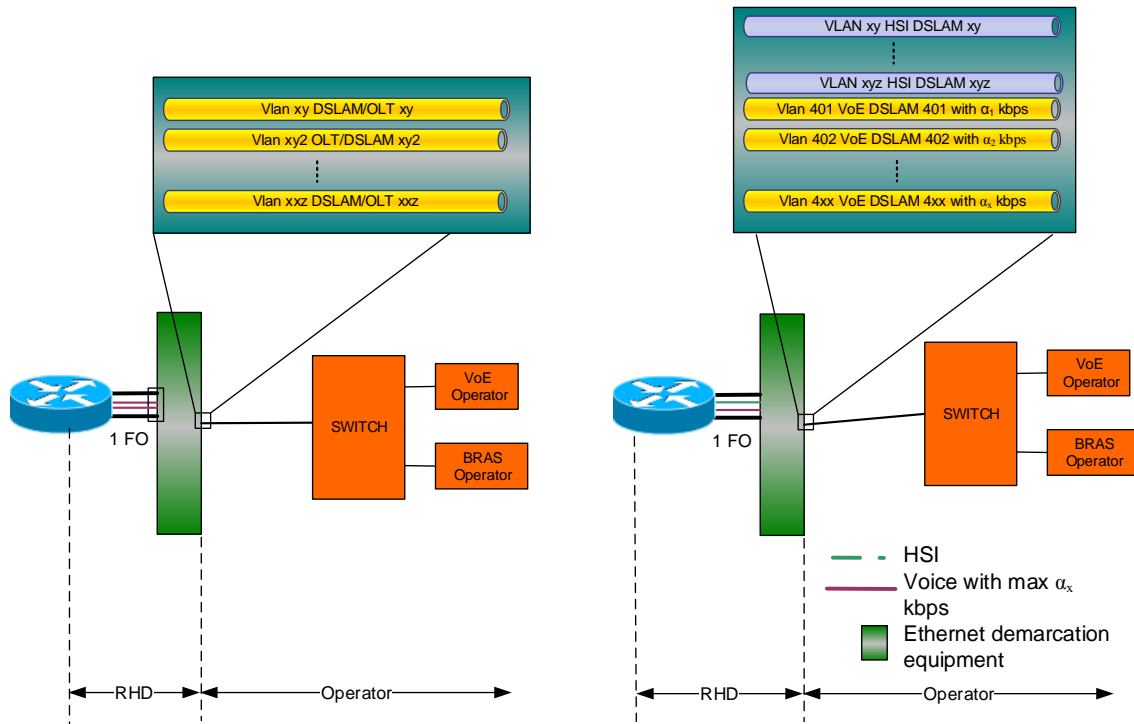 Vlan xy DSLAM/OLT xy
Vlan xy2 OLT/DSLAM xy2
Vlan xxz DSLAM/OLT xxz
1 FO
SWITCH
VoE
Operator
BRAS
Operator
RHD
Operator
VLAN xy HSI DSLAM xy
VLAN xyz HSI DSLAM xyz
Vlan 401 VoE DSLAM 401 with α₁ kbps
Vlan 402 VoE DSLAM 402 with α₂ kbps
Vlan 4xx VoE DSLAM 4xx with αₓ kbps
1 FO
SWITCH
VoE
Operator
BRAS
Operator
HSI
Voice with max αₓ
kbps
Ethernet demarcation
equipment
RHD
Operator